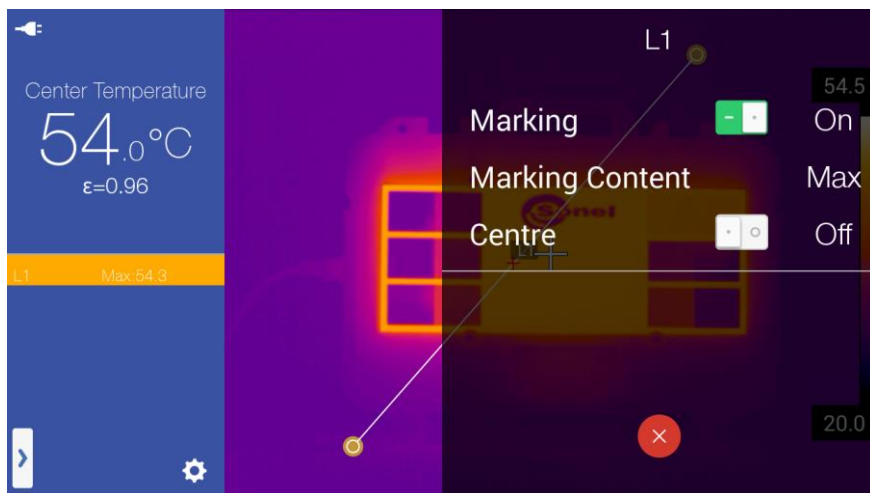 Center Temperature
54.0°C
ε=0.96
L1 Max:54.3
L1
Marking On
Marking Content Max
Centre Off
54.5
Sonel
L1
20.0